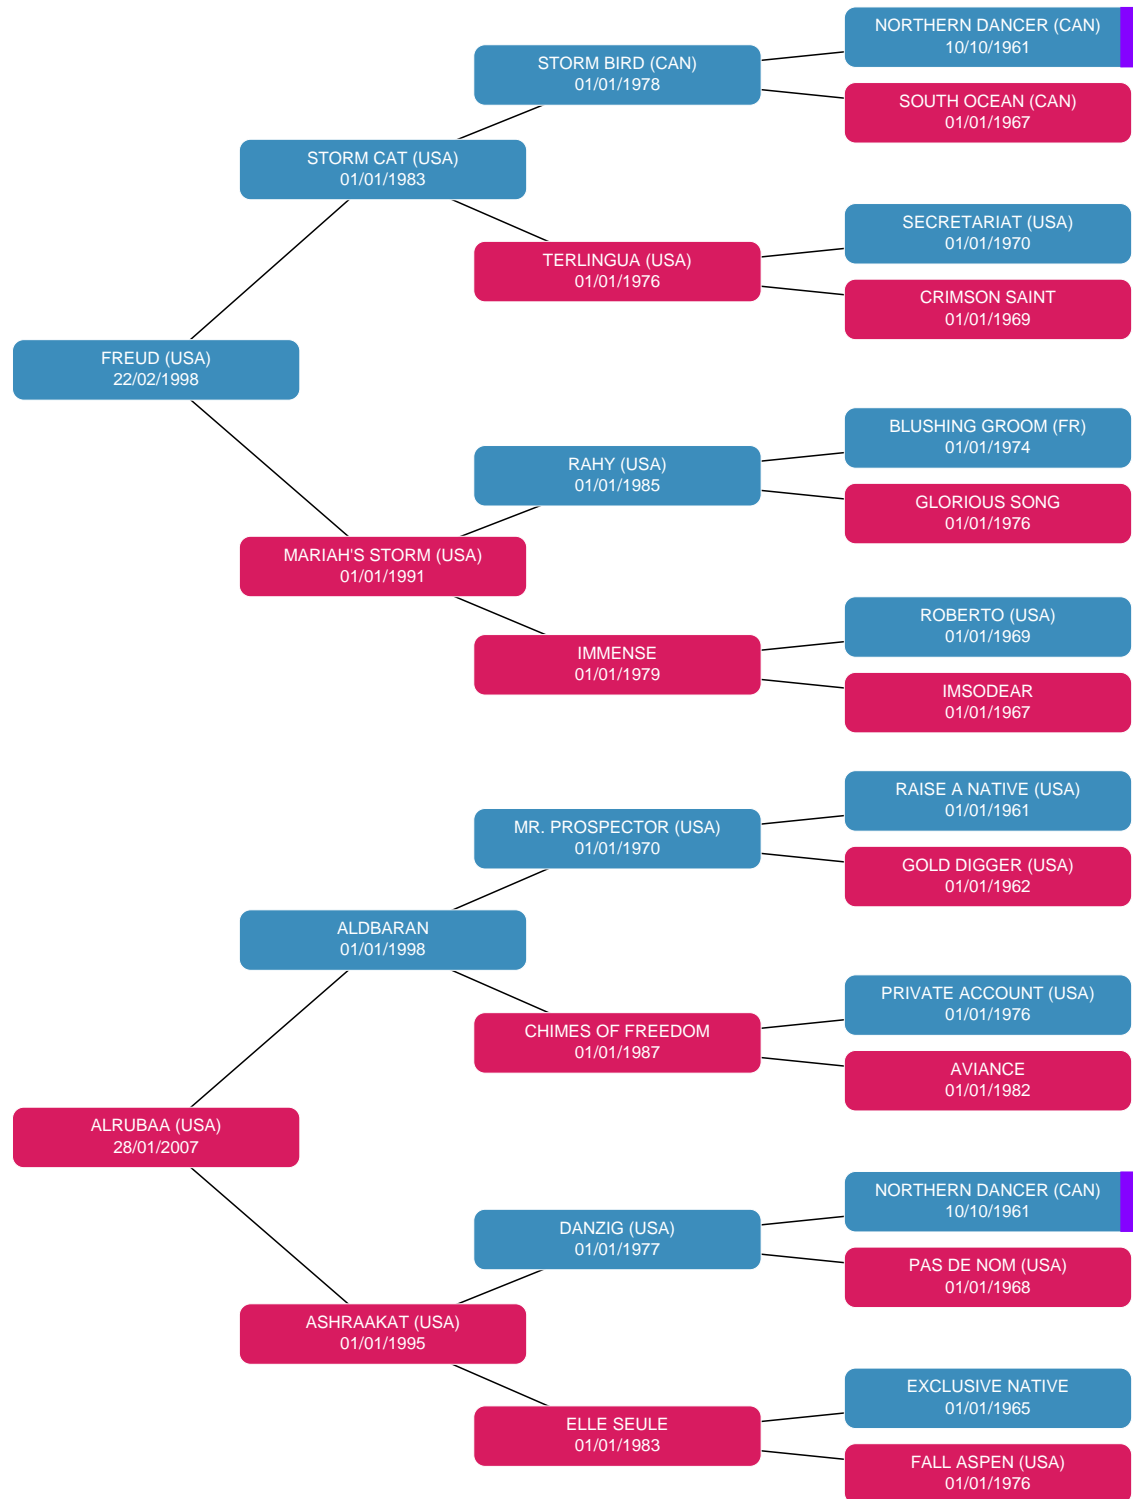 NORTHERN DANCER (CAN)
10/10/1961
STORM BIRD (CAN)
01/01/1978
SOUTH OCEAN (CAN)
01/01/1967
STORM CAT (USA)
01/01/1983
SECRETARIAT (USA)
01/01/1970
TERLINGUA (USA)
01/01/1976
CRIMSON SAINT
01/01/1969
FREUD (USA)
22/02/1998
BLUSHING GROOM (FR)
01/01/1974
RAHY (USA)
01/01/1985
GLORIOUS SONG
01/01/1976
MARIAH'S STORM (USA)
01/01/1991
ROBERTO (USA)
01/01/1969
IMMENSE
01/01/1979
IMSODEAR
01/01/1967
RAISE A NATIVE (USA)
01/01/1961
MR. PROSPECTOR (USA)
01/01/1970
GOLD DIGGER (USA)
01/01/1962
ALDBARAN
01/01/1998
PRIVATE ACCOUNT (USA)
01/01/1976
CHIMES OF FREEDOM
01/01/1987
AVIANCE
01/01/1982
ALRUBAA (USA)
28/01/2007
NORTHERN DANCER (CAN)
10/10/1961
DANZIG (USA)
01/01/1977
PAS DE NOM (USA)
01/01/1968
ASHRAAKAT (USA)
01/01/1995
EXCLUSIVE NATIVE
01/01/1965
ELLE SEULE
01/01/1983
FALL ASPEN (USA)
01/01/1976